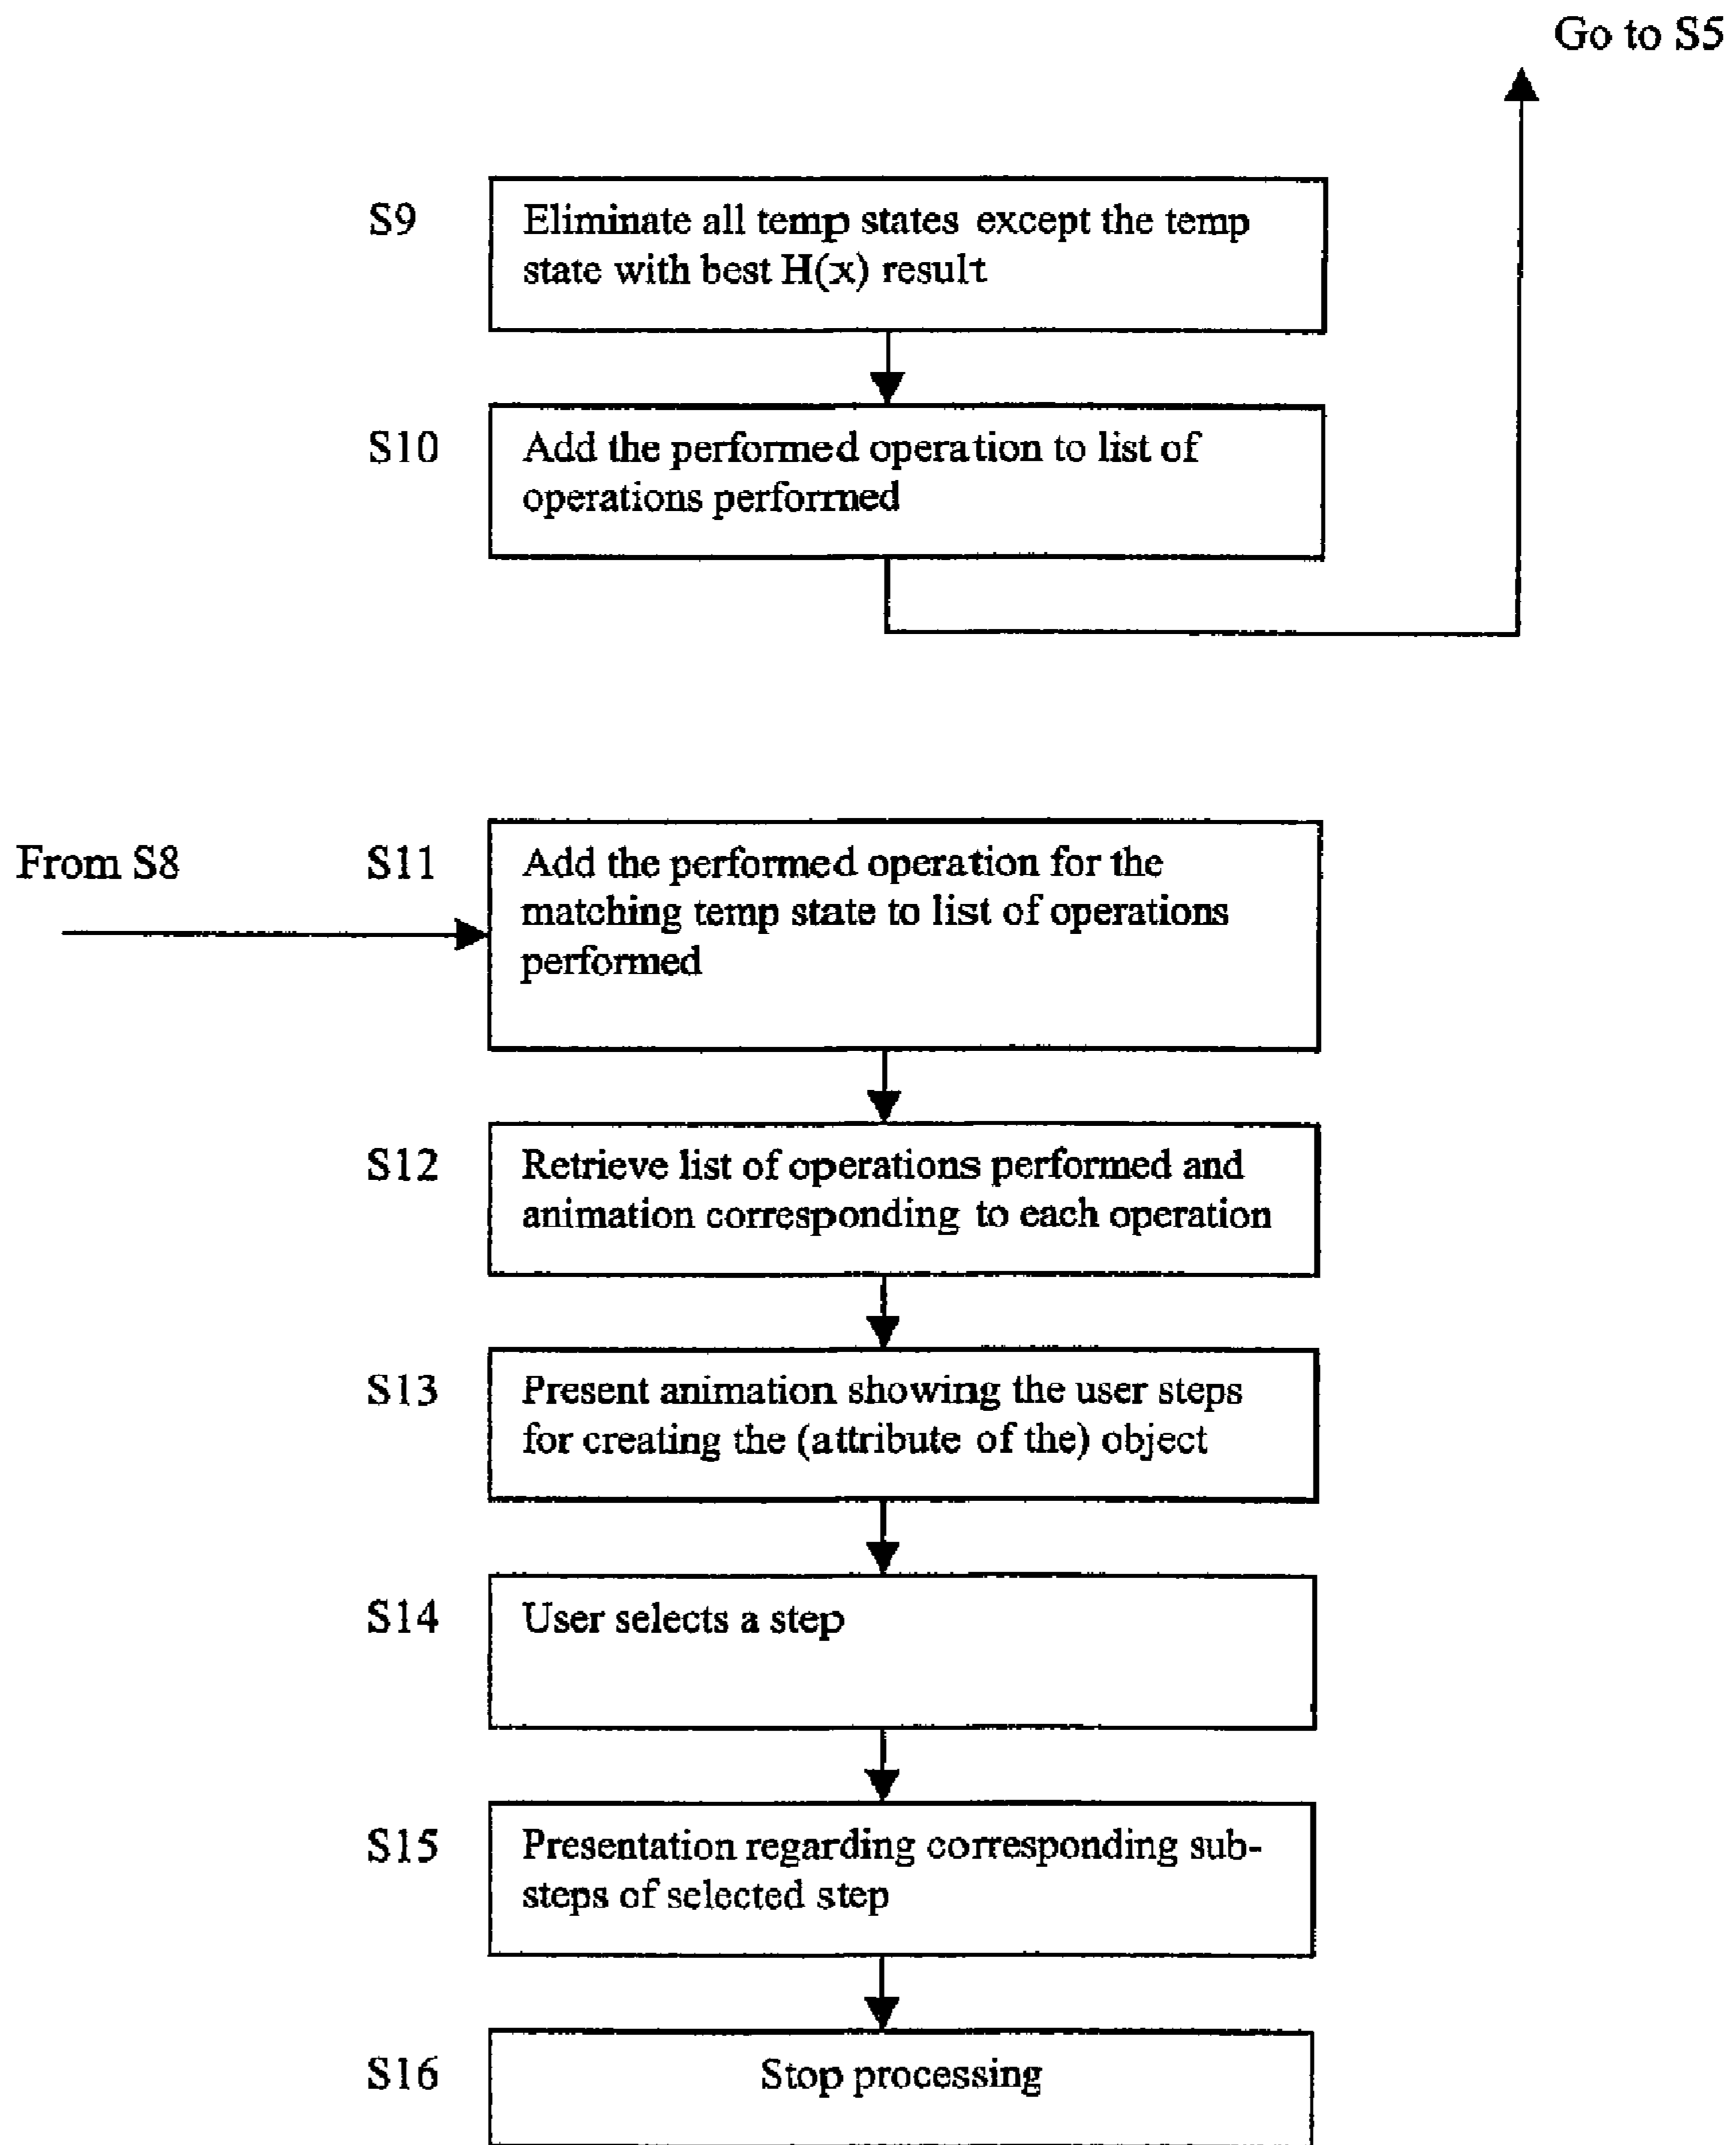 Go to S5
S9
Eliminate all temp states except the temp
state with best H(x) result
S10
Add the performed operation to list of
operations performed
From S8
S11
Add the performed operation for the
matching temp state to list of operations
performed
S12
Retrieve list of operations performed and
animation corresponding to each operation
S13
Present animation showing the user steps
for creating the (attribute of the) object
S14
User selects a step
S15
Presentation regarding corresponding sub-
steps of selected step
S16
Stop processing